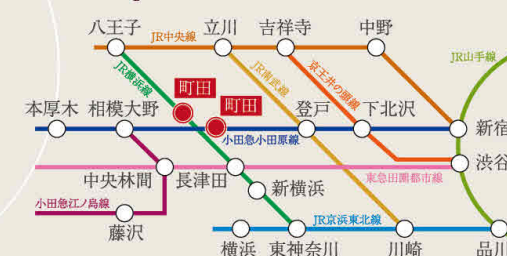 八王子
JR中央線
立川
吉祥寺
中野
JR山手線
JR横浜線
JR南武線
京王井の頭線
町田
町田
本厚木
相模大野
登戸
下北沢
新宿
小田急小田原線
渋谷
中央林間
長津田
東急田園都市線
新横浜
小田急江ノ島線
藤沢
JR京浜東北線
横浜
東神奈川
川崎
品川